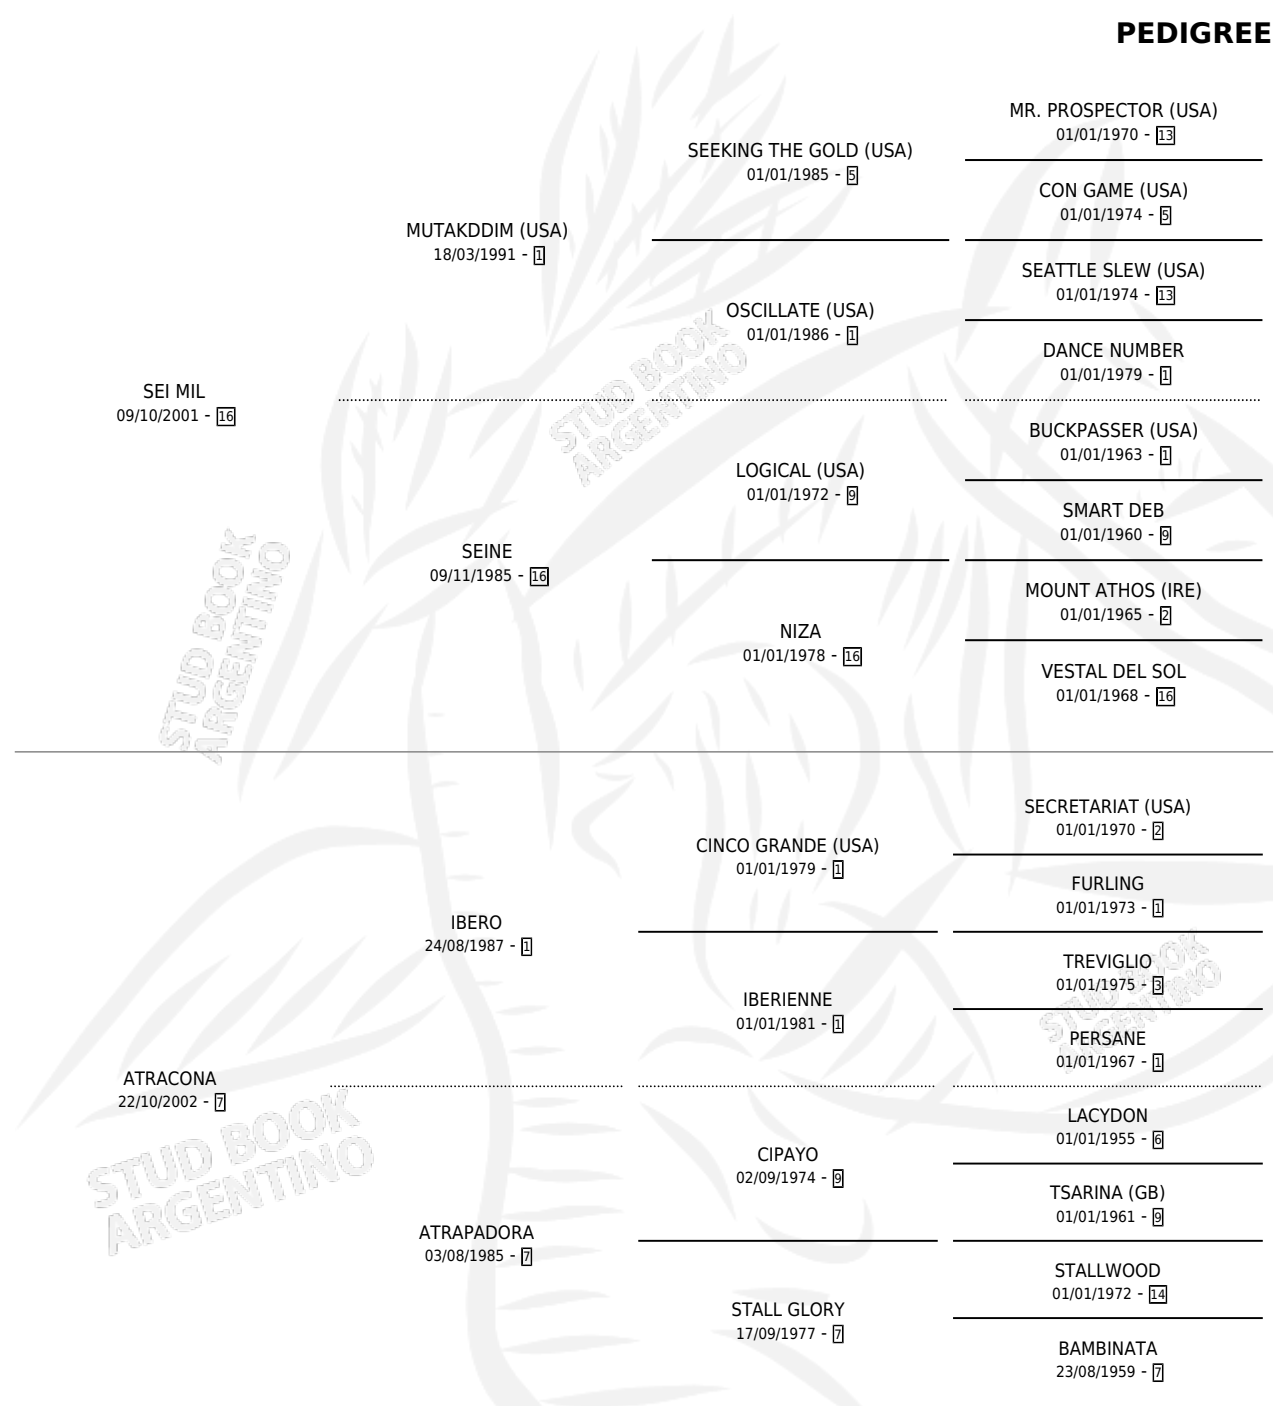 PEDIGREE
MR. PROSPECTOR (USA)
01/01/1970 - 13
SEEKING THE GOLD (USA)
01/01/1985 - 5
CON GAME (USA)
01/01/1974 - 5
MUTAKDDIM (USA)
18/03/1991 - 1
SEATTLE SLEW (USA)
01/01/1974 - 13
OSCILLATE (USA)
01/01/1986 - 1
DANCE NUMBER
01/01/1979 - 1
SEI MIL
09/10/2001 - 16
STUD BOOK
ARGENTINO
BUCKPASSER (USA)
01/01/1963 - 1
LOGICAL (USA)
01/01/1972 - 9
SMART DEB
01/01/1960 - 9
SEINE
09/11/1985 - 16
MOUNT ATHOS (IRE)
01/01/1965 - 2
NIZA
01/01/1978 - 16
VESTAL DEL SOL
01/01/1968 - 16
STUD BOOK
ARGENTINO
SECRETARIAT (USA)
01/01/1970 - 2
CINCO GRANDE (USA)
01/01/1979 - 1
FURLING
01/01/1973 - 1
IBERO
24/08/1987 - 1
TREVIGLIO
01/01/1975 - 3
IBERIENNE
01/01/1981 - 1
STUD BOOK
ARGENTINO
PERSANE
01/01/1967 - 1
ATRACONA
22/10/2002 - 7
LACYDON
01/01/1955 - 6
CIPAYO
02/09/1974 - 9
STUD BOOK
ARGENTINO
TSARINA (GB)
01/01/1961 - 9
ATRAPADORA
03/08/1985 - 7
STALLWOOD
01/01/1972 - 14
STALL GLORY
17/09/1977 - 7
BAMBINATA
23/08/1959 - 7